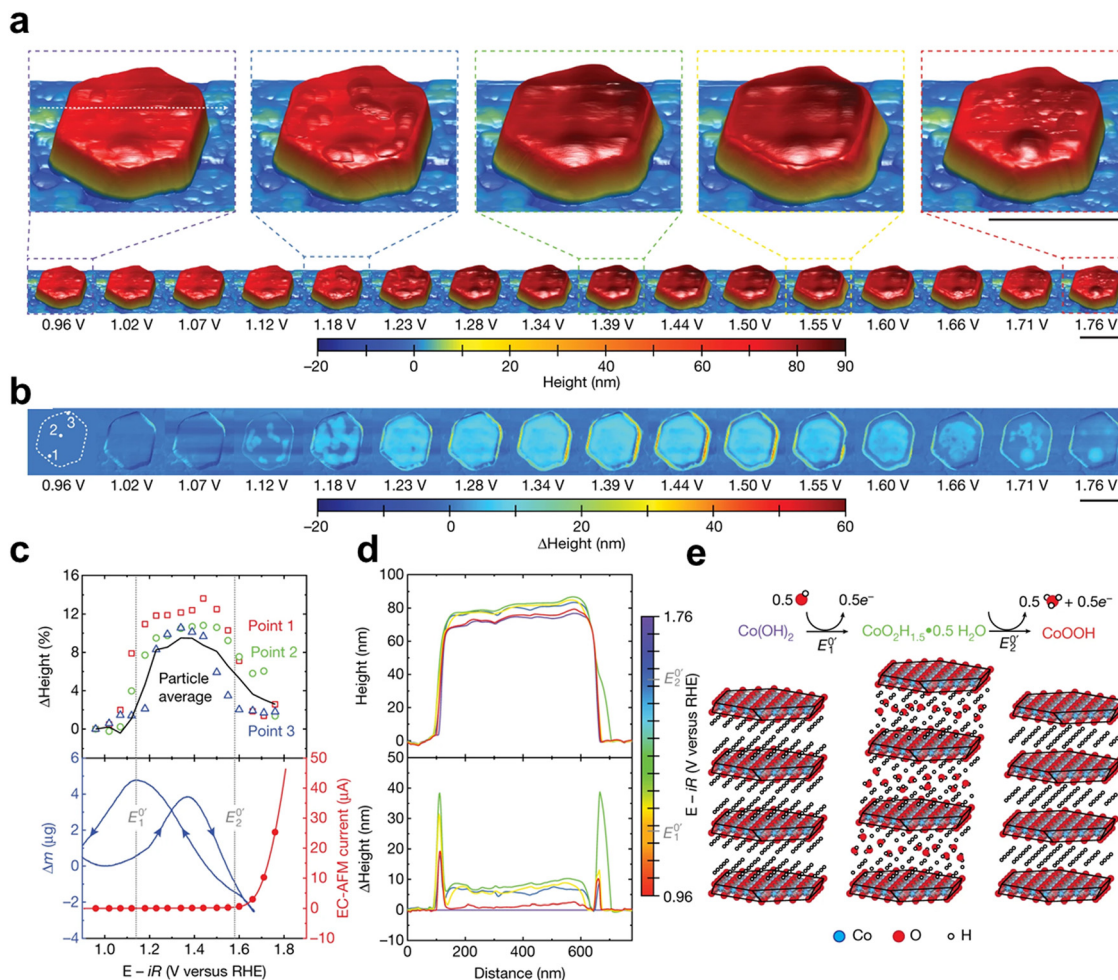 a
0.96 V 1.02 V 1.07 V 1.12 V 1.18 V 1.23 V 1.28 V 1.34 V 1.39 V 1.44 V 1.50 V 1.55 V 1.60 V 1.66 V 1.71 V 1.76 V
−20 0 20 40 60 80 90
Height (nm)
b
3
2
1
0.96 V 1.02 V 1.07 V 1.12 V 1.18 V 1.23 V 1.28 V 1.34 V 1.39 V 1.44 V 1.50 V 1.55 V 1.60 V 1.66 V 1.71 V 1.76 V
−20 0 20 40 60
ΔHeight (nm)
c
16
12
8
4
0
ΔHeight (%)
Point 1
Point 2
Particle
average
Point 3
6
4
2
0
−2
−4
Δm (µg)
E₁⁰′
E₂⁰′
50
40
30
20
10
0
−10
EC-AFM current (µA)
1.0 1.2 1.4 1.6 1.8
E – iR (V versus RHE)
d
100
80
60
40
20
0
Height (nm)
50
40
30
20
10
0
−10
ΔHeight (nm)
0 200 400 600
Distance (nm)
1.76
E₂⁰′
E₁⁰′
0.96
E – iR (V versus RHE)
e
0.5 0.5e⁻ 0.5 + 0.5e⁻
Co(OH)₂ CoO₂H₁.₅•0.5 H₂O CoOOH
E₁⁰′ E₂⁰′
Co O H